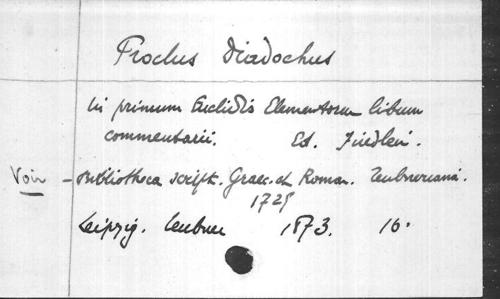 Proclus Diadochus
In primum Euclidis Elementorum librum
commentarii. Ed. Friedlein.
Voir - Bibliotheca script. Graec. et Roman. Teubneriana.
1725
Leipzig. Teubner 1873. 16°